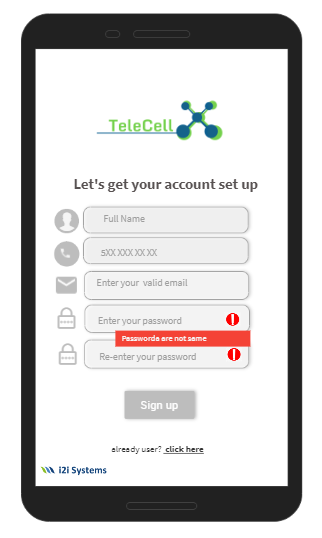 TeleCell
Let's get your account set up
Full Name
5XX XXX XX XX
Enter your valid email
Enter your password
Passwords are not same
Re-enter your password
Sign up
already user? click here
i2i Systems